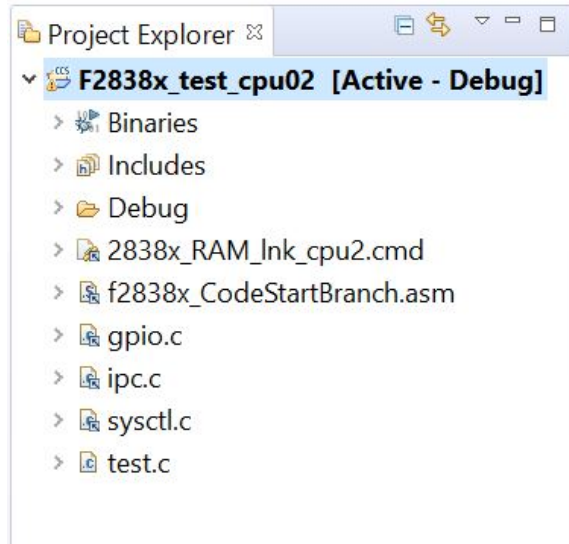 Project Explorer
F2838x_test_cpu02 [Active - Debug]
Binaries
Includes
Debug
2838x_RAM_lnk_cpu2.cmd
f2838x_CodeStartBranch.asm
gpio.c
ipc.c
sysctl.c
test.c